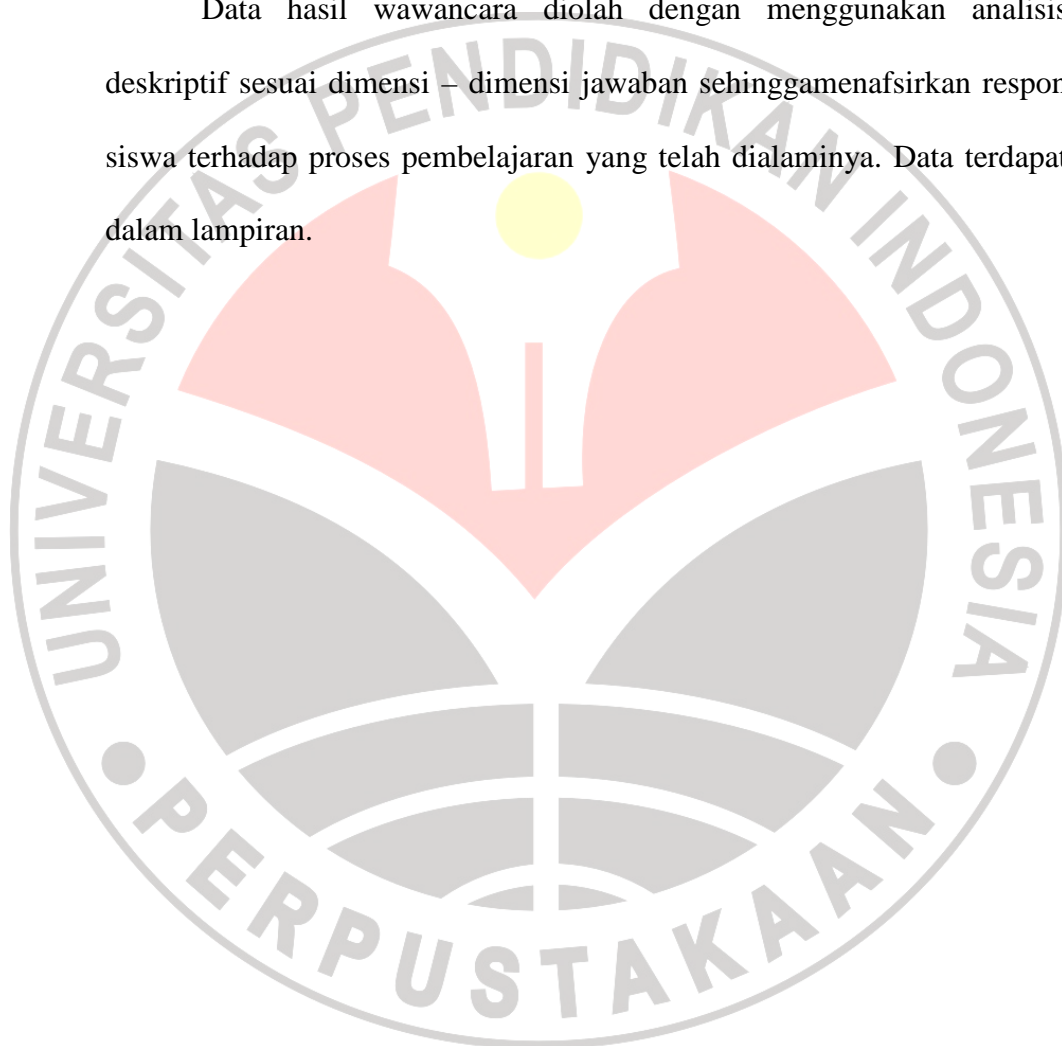 Data hasil wawancara diolah dengan menggunakan analisis
deskriptif sesuai dimensi – dimensi jawaban sehinggamenafsirkan respon
siswa terhadap proses pembelajaran yang telah dialaminya. Data terdapat
dalam lampiran.
UNIVERSITAS PENDIDIKAN INDONESIA
PERPUSTAKAAN